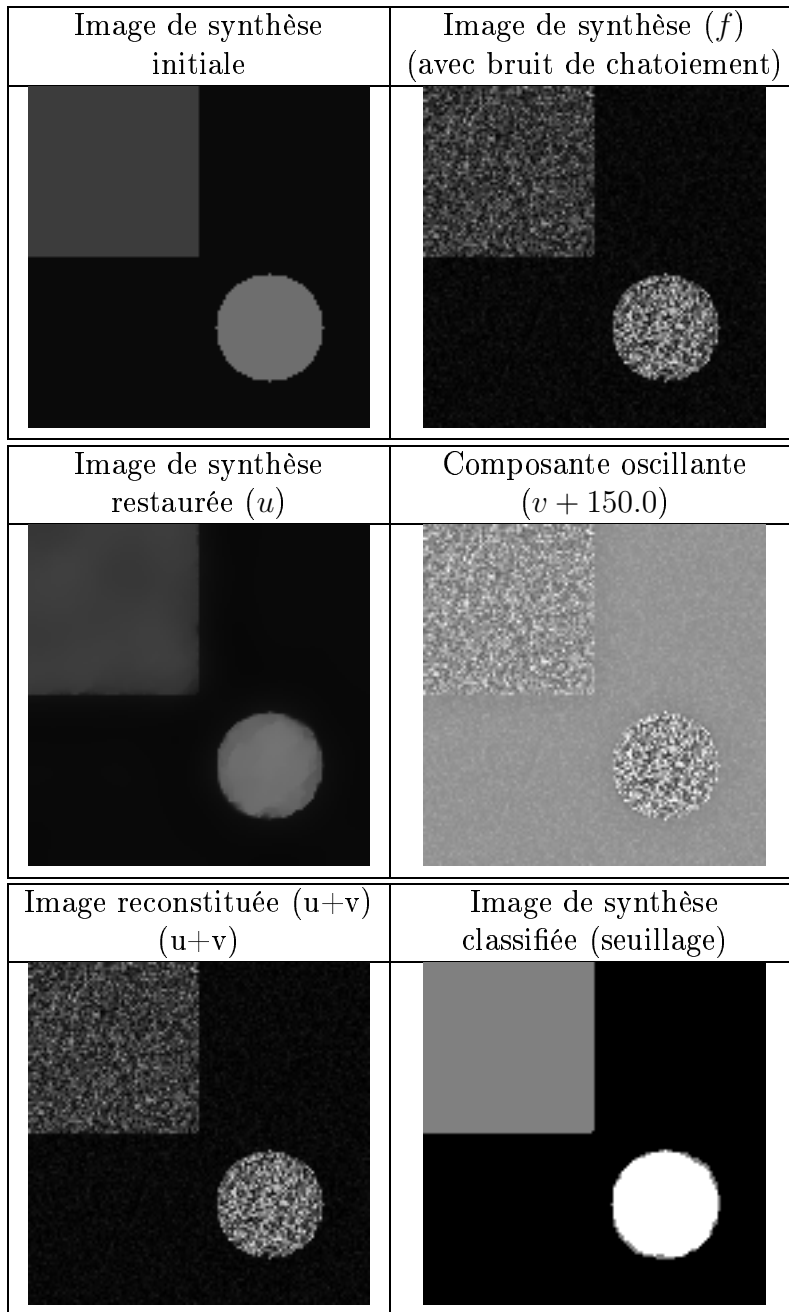 Image de synthèse
initiale
Image de synthèse (f)
(avec bruit de chatoiement)
Image de synthèse
restaurée (u)
Composante oscillante
(v + 150.0)
Image reconstituée (u+v)
(u+v)
Image de synthèse
classifiée (seuillage)